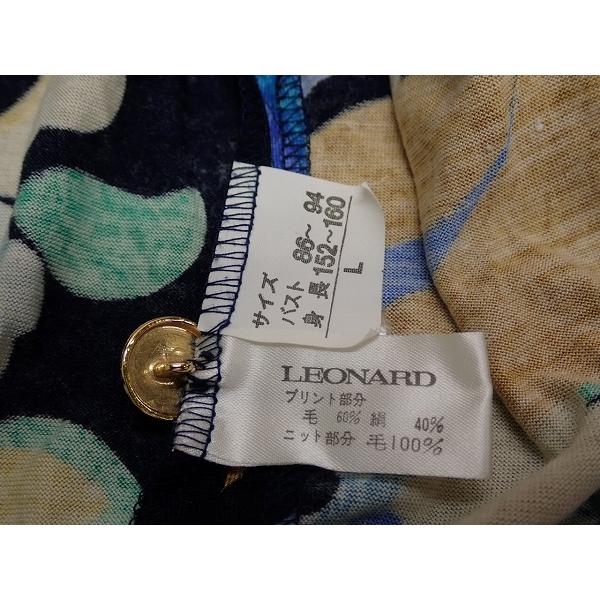 サイズ
バスト 86～ 94
身 長 152～160
L
LEONARD
プリント部分
毛 60% 絹 40%
ニット部分 毛100%